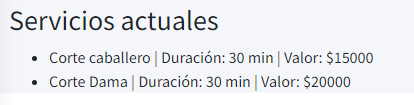 Servicios actuales
• Corte caballero | Duración: 30 min | Valor: $15000
• Corte Dama | Duración: 30 min | Valor: $20000